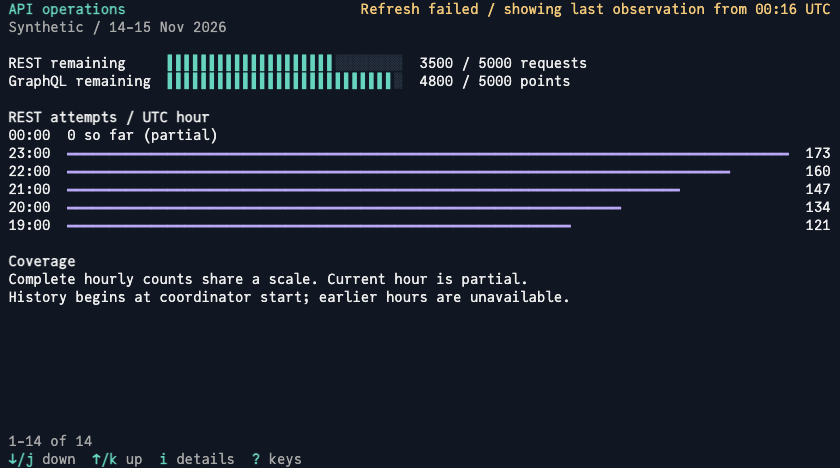 API operations    Refresh failed / showing last observation from 00:16 UTC
Synthetic / 14–15 Nov 2026
REST remaining    3500 / 5000 requests
GraphQL remaining    4800 / 5000 points
REST attempts / UTC hour
00:00  0 so far (partial)
23:00    173
22:00    160
21:00    147
20:00    134
19:00    121
Coverage
Complete hourly counts share a scale. Current hour is partial.
History begins at coordinator start; earlier hours are unavailable.
1–14 of 14
↓/j down  ↑/k up  i details  ? keys